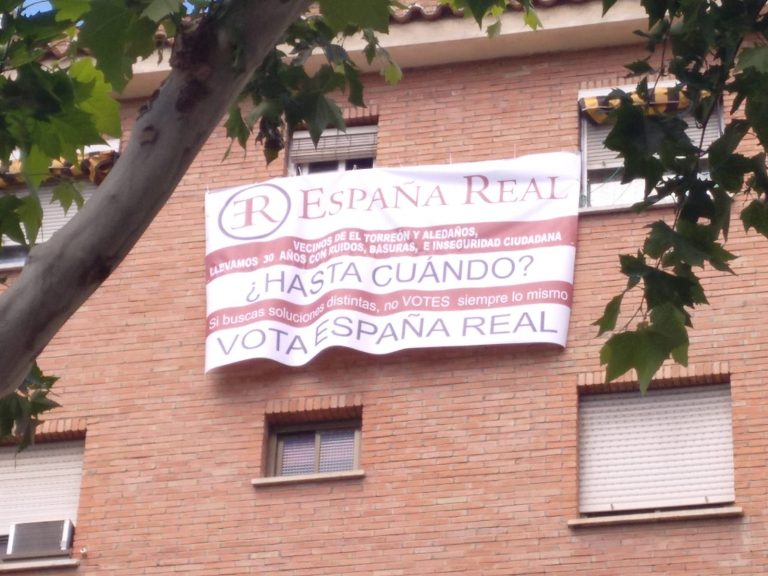 ER ESPAÑA REAL
VECINOS DE EL TORREÓN Y ALEDAÑOS,
LLEVAMOS 30 AÑOS CON RUIDOS, BASURAS, E INSEGURIDAD CIUDADANA
¿HASTA CUÁNDO?
Si buscas soluciones distintas, no VOTES siempre lo mismo
VOTA ESPAÑA REAL